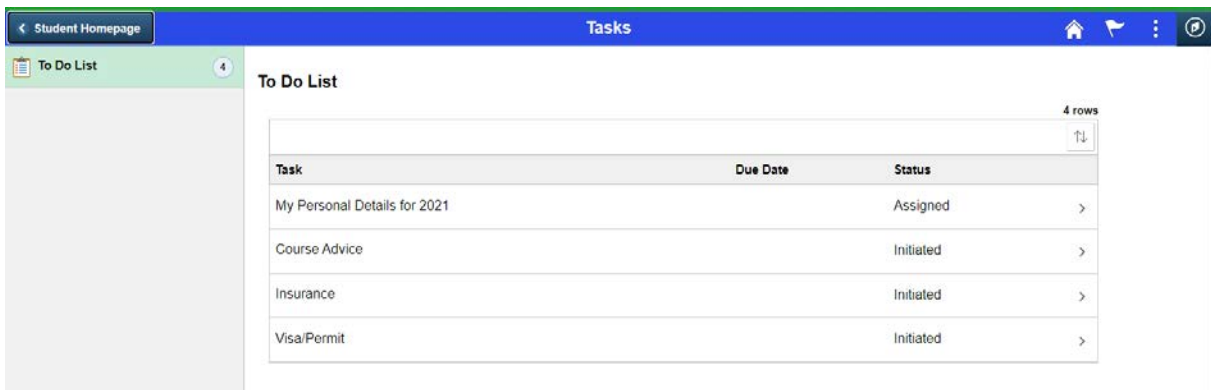 Student Homepage
Tasks
To Do List 4
To Do List
4 rows
Task Due Date Status
My Personal Details for 2021 Assigned
Course Advice Initiated
Insurance Initiated
Visa/Permit Initiated